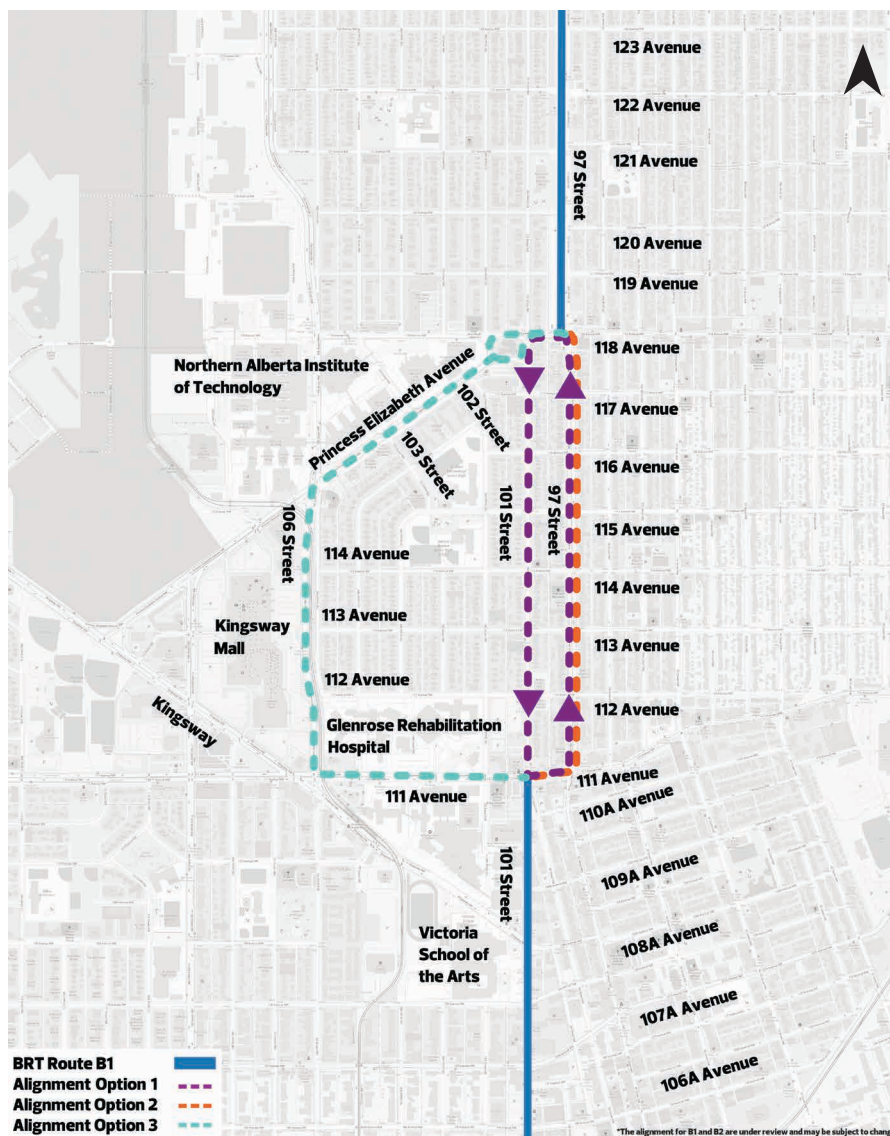 123 Avenue
122 Avenue
121 Avenue
97 Street
120 Avenue
119 Avenue
118 Avenue
Northern Alberta Institute
of Technology
Princess Elizabeth Avenue
102 Street
103 Street
117 Avenue
116 Avenue
101 Street
97 Street
106 Street
115 Avenue
114 Avenue
114 Avenue
113 Avenue
Kingsway
Mall
113 Avenue
112 Avenue
112 Avenue
Kingsway
Glenrose Rehabilitation
Hospital
111 Avenue
111 Avenue
110A Avenue
101 Street
109A Avenue
Victoria
School of
the Arts
108A Avenue
107A Avenue
106A Avenue
BRT Route B1
Alignment Option 1
Alignment Option 2
Alignment Option 3
*The alignment for B1 and B2 are under review and may be subject to chang